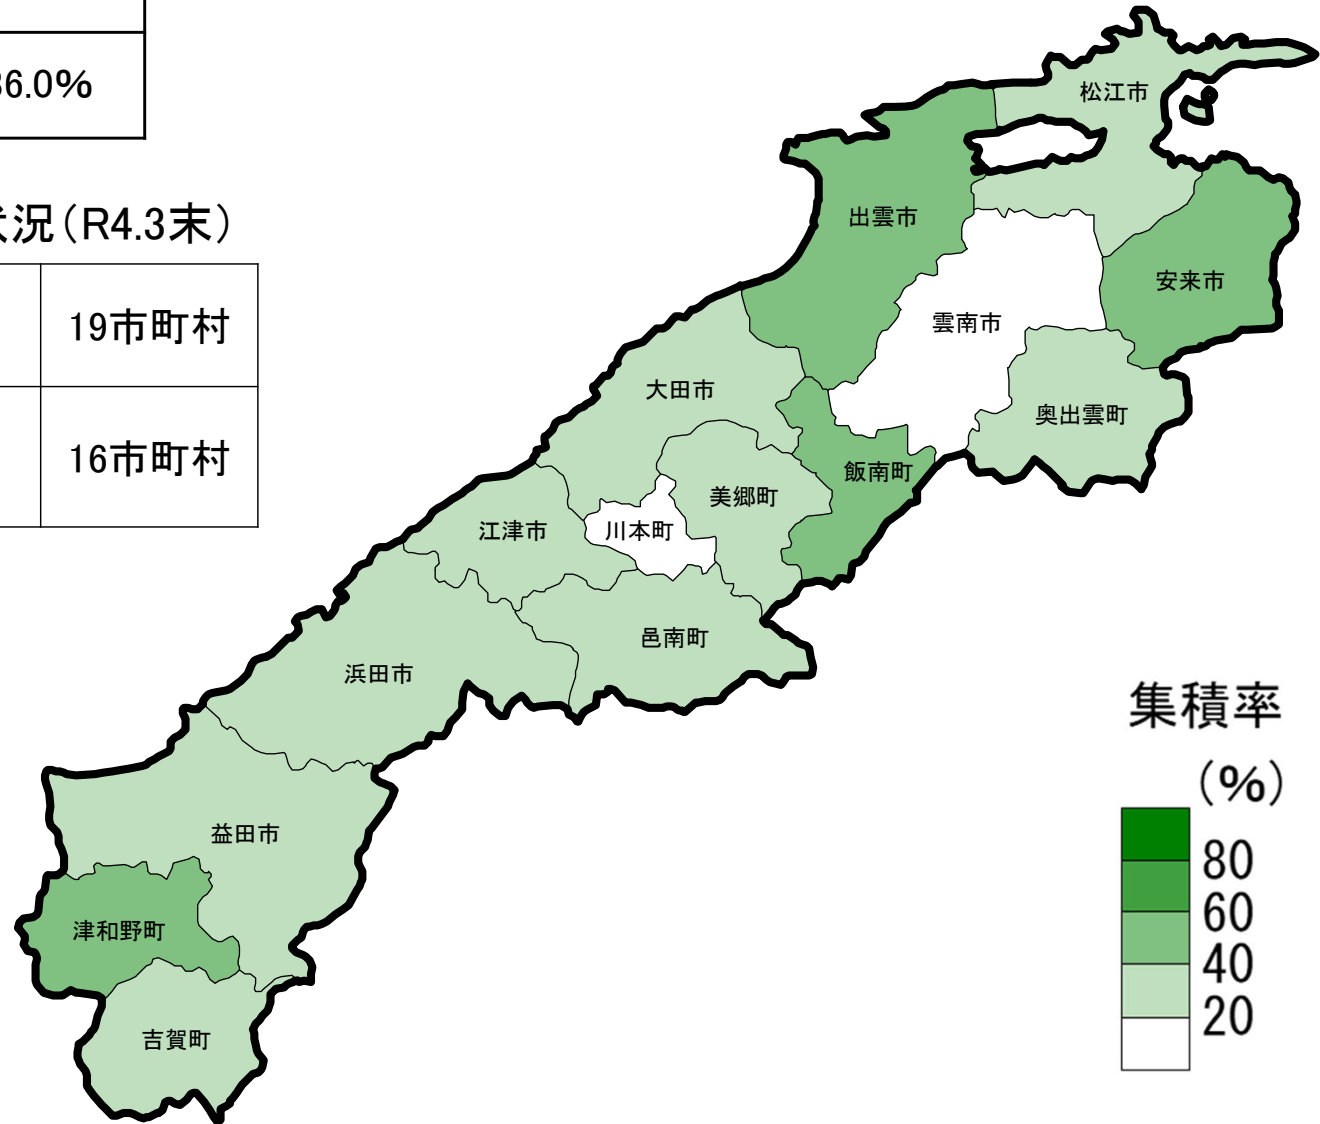 6.0%
況（R4.3末）
19市町村
16市町村
松江市
出雲市
安来市
雲南市
大田市
奥出雲町
飯南町
美郷町
江津市
川本町
邑南町
浜田市
益田市
津和野町
吉賀町
集積率
（%）
80
60
40
20